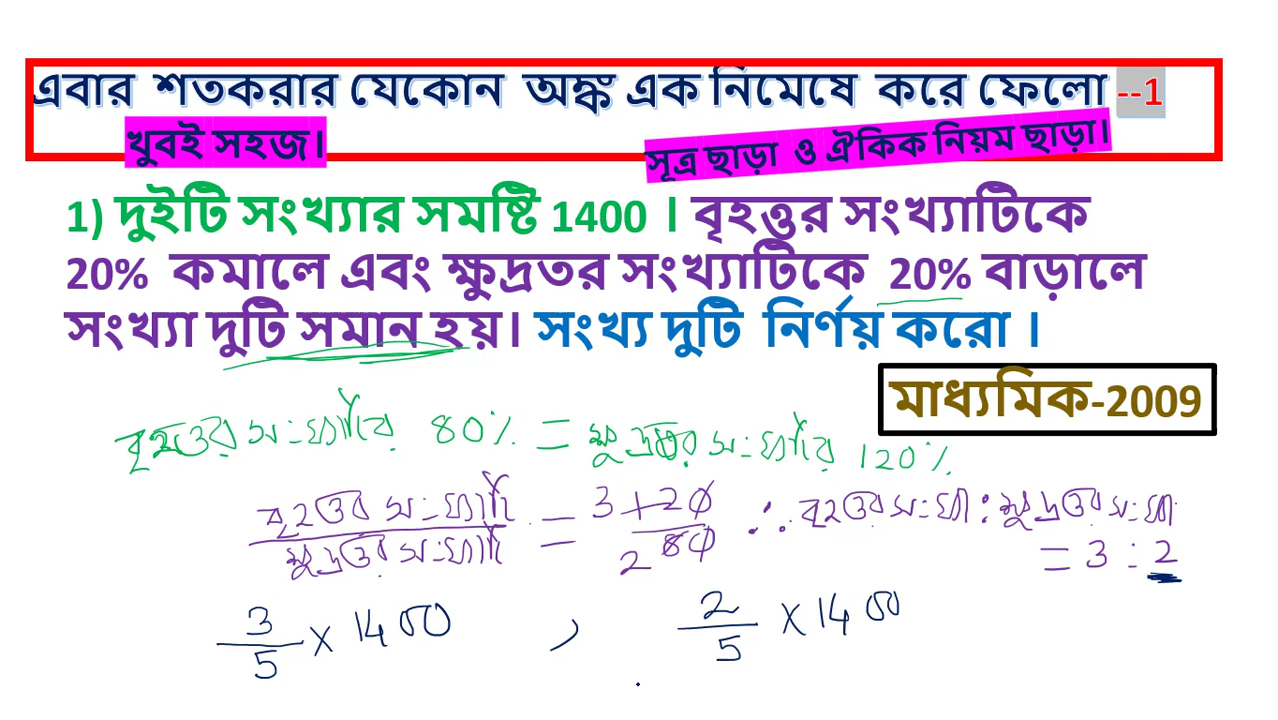 এবার শতকরার যেকোন অঙ্ক এক নিমেষে করে ফেলো --1
খুবই সহজ।
সূত্র ছাড়া ও ঐকিক নিয়ম ছাড়া।
1) দুইটি সংখ্যার সমষ্টি 1400 । বৃহত্তর সংখ্যাটিকে
20% কমালে এবং ক্ষুদ্রতর সংখ্যাটিকে 20% বাড়ালে
সংখ্যা দুটি সমান হয়। সংখ্য দুটি নির্ণয় করো ।
মাধ্যমিক-2009
বৃহত্তর সংখ্যাটির 80% = ক্ষুদ্রতর সংখ্যাটির 120%
বৃহত্তর সংখ্যাটি / ক্ষুদ্রতর সংখ্যাটি = 3 120 / 2 80 ∴ বৃহত্তর সংখ্যা : ক্ষুদ্রতর সংখ্যা
= 3 : 2
3/5 × 1400 , 2/5 × 1400